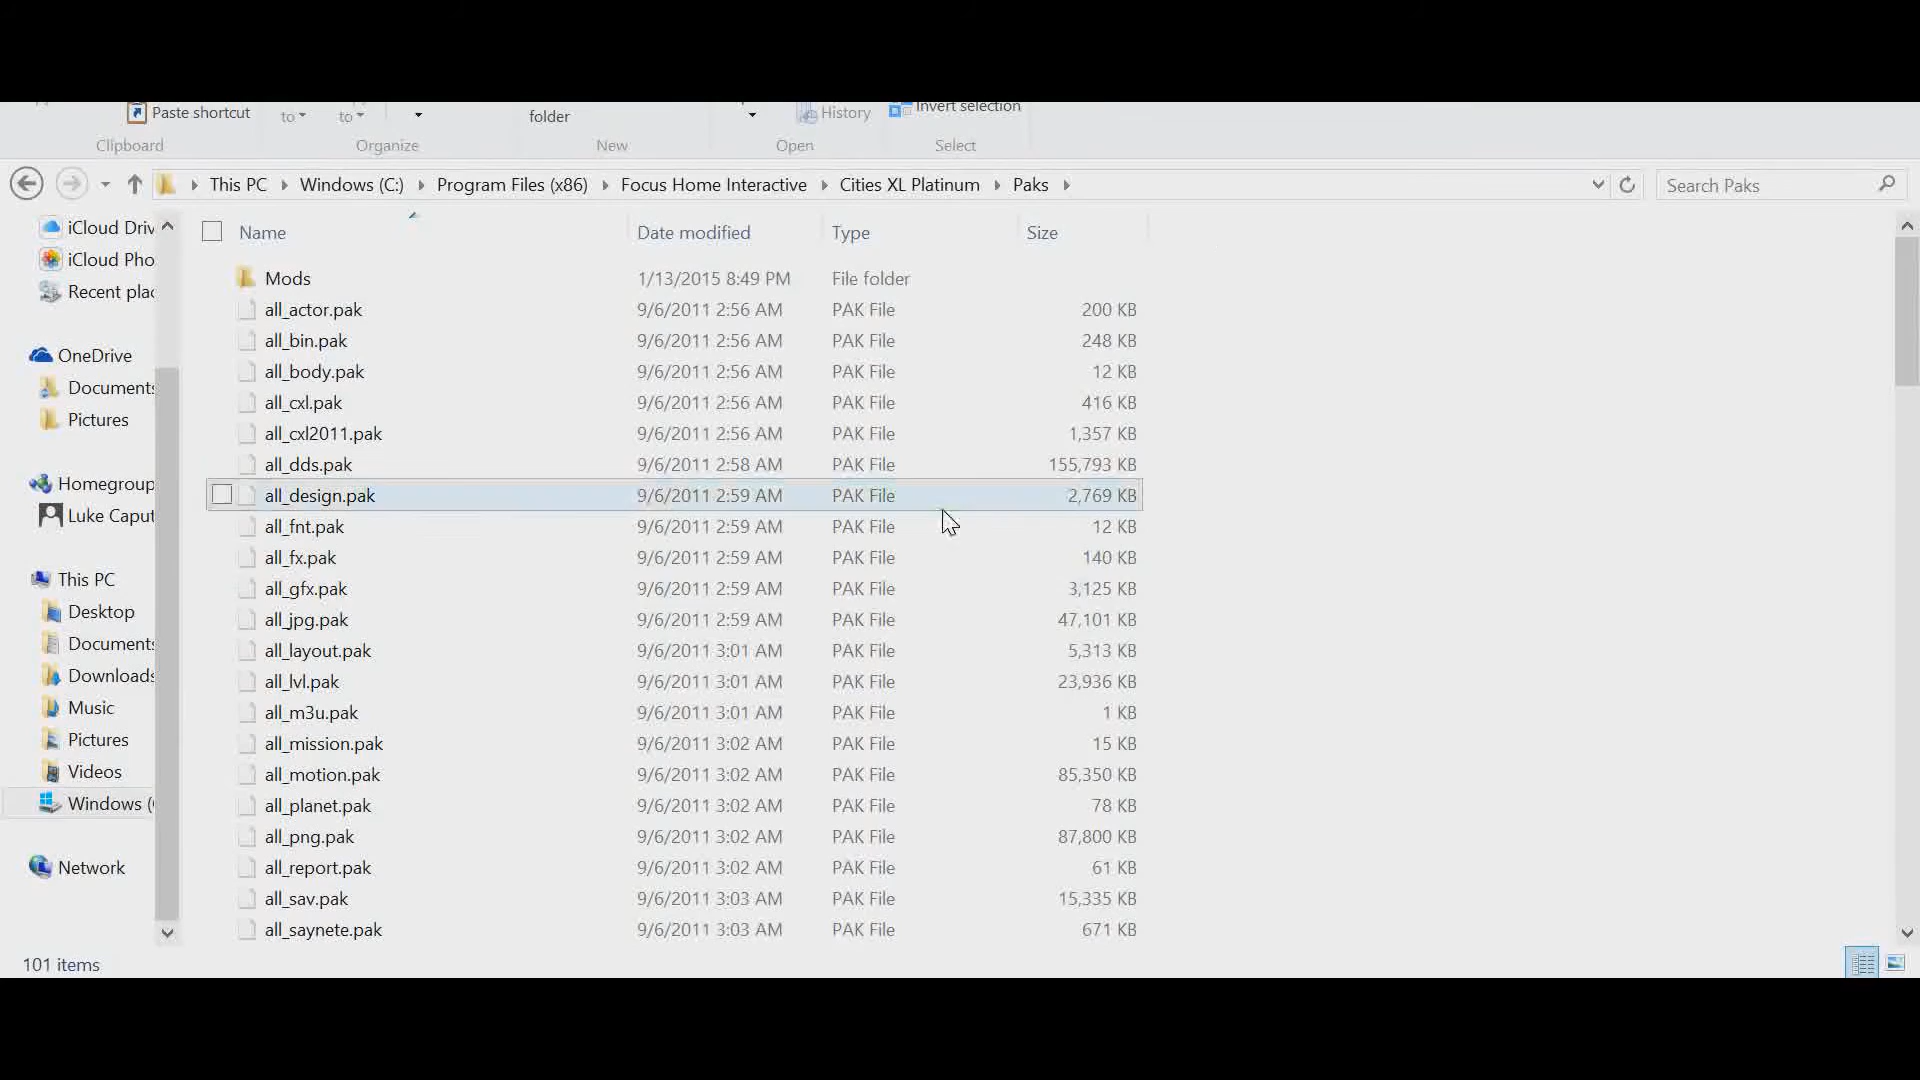 Paste shortcut
to
to
folder
History
Invert selection
Clipboard
Organize
New
Open
Select
This PC
Windows (C:)
Program Files (x86)
Focus Home Interactive
Cities XL Platinum
Paks
Search Paks
iCloud Driv
iCloud Pho
Recent plac
OneDrive
Documents
Pictures
Homegroup
Luke Caput
This PC
Desktop
Documents
Downloads
Music
Pictures
Videos
Windows (
Network
Name Date modified Type Size
Mods 1/13/2015 8:49 PM File folder
all_actor.pak 9/6/2011 2:56 AM PAK File 200 KB
all_bin.pak 9/6/2011 2:56 AM PAK File 248 KB
all_body.pak 9/6/2011 2:56 AM PAK File 12 KB
all_cxl.pak 9/6/2011 2:56 AM PAK File 416 KB
all_cxl2011.pak 9/6/2011 2:56 AM PAK File 1,357 KB
all_dds.pak 9/6/2011 2:58 AM PAK File 155,793 KB
all_design.pak 9/6/2011 2:59 AM PAK File 2,769 KB
all_fnt.pak 9/6/2011 2:59 AM PAK File 12 KB
all_fx.pak 9/6/2011 2:59 AM PAK File 140 KB
all_gfx.pak 9/6/2011 2:59 AM PAK File 3,125 KB
all_jpg.pak 9/6/2011 2:59 AM PAK File 47,101 KB
all_layout.pak 9/6/2011 3:01 AM PAK File 5,313 KB
all_lvl.pak 9/6/2011 3:01 AM PAK File 23,936 KB
all_m3u.pak 9/6/2011 3:01 AM PAK File 1 KB
all_mission.pak 9/6/2011 3:02 AM PAK File 15 KB
all_motion.pak 9/6/2011 3:02 AM PAK File 85,350 KB
all_planet.pak 9/6/2011 3:02 AM PAK File 78 KB
all_png.pak 9/6/2011 3:02 AM PAK File 87,800 KB
all_report.pak 9/6/2011 3:02 AM PAK File 61 KB
all_sav.pak 9/6/2011 3:03 AM PAK File 15,335 KB
all_saynete.pak 9/6/2011 3:03 AM PAK File 671 KB
101 items